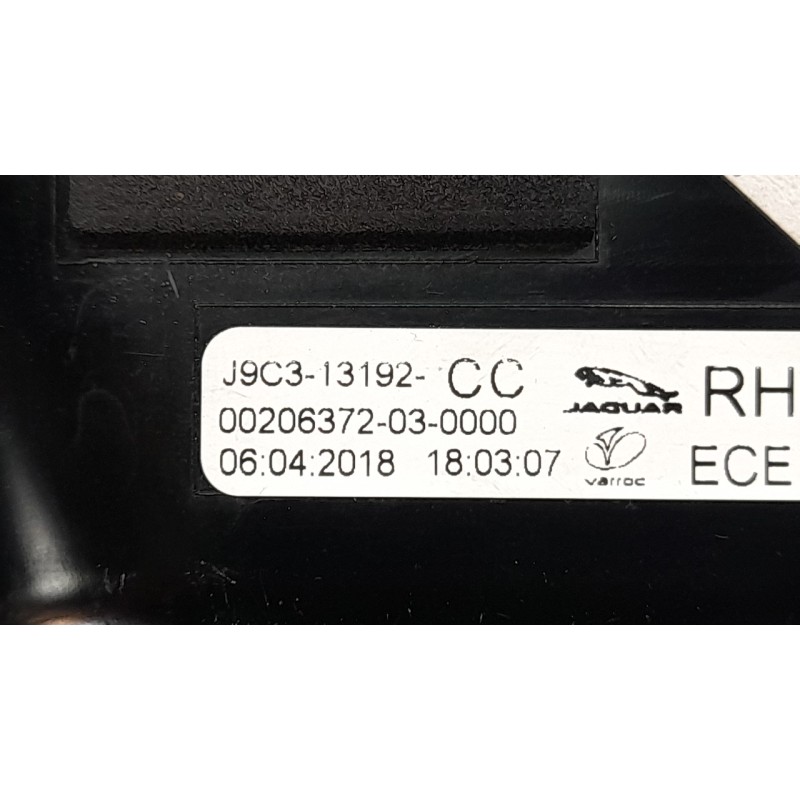 J9C3-13192- CC JAGUAR RH
00206372-03-0000
06:04:2018 18:03:07 varroc ECE